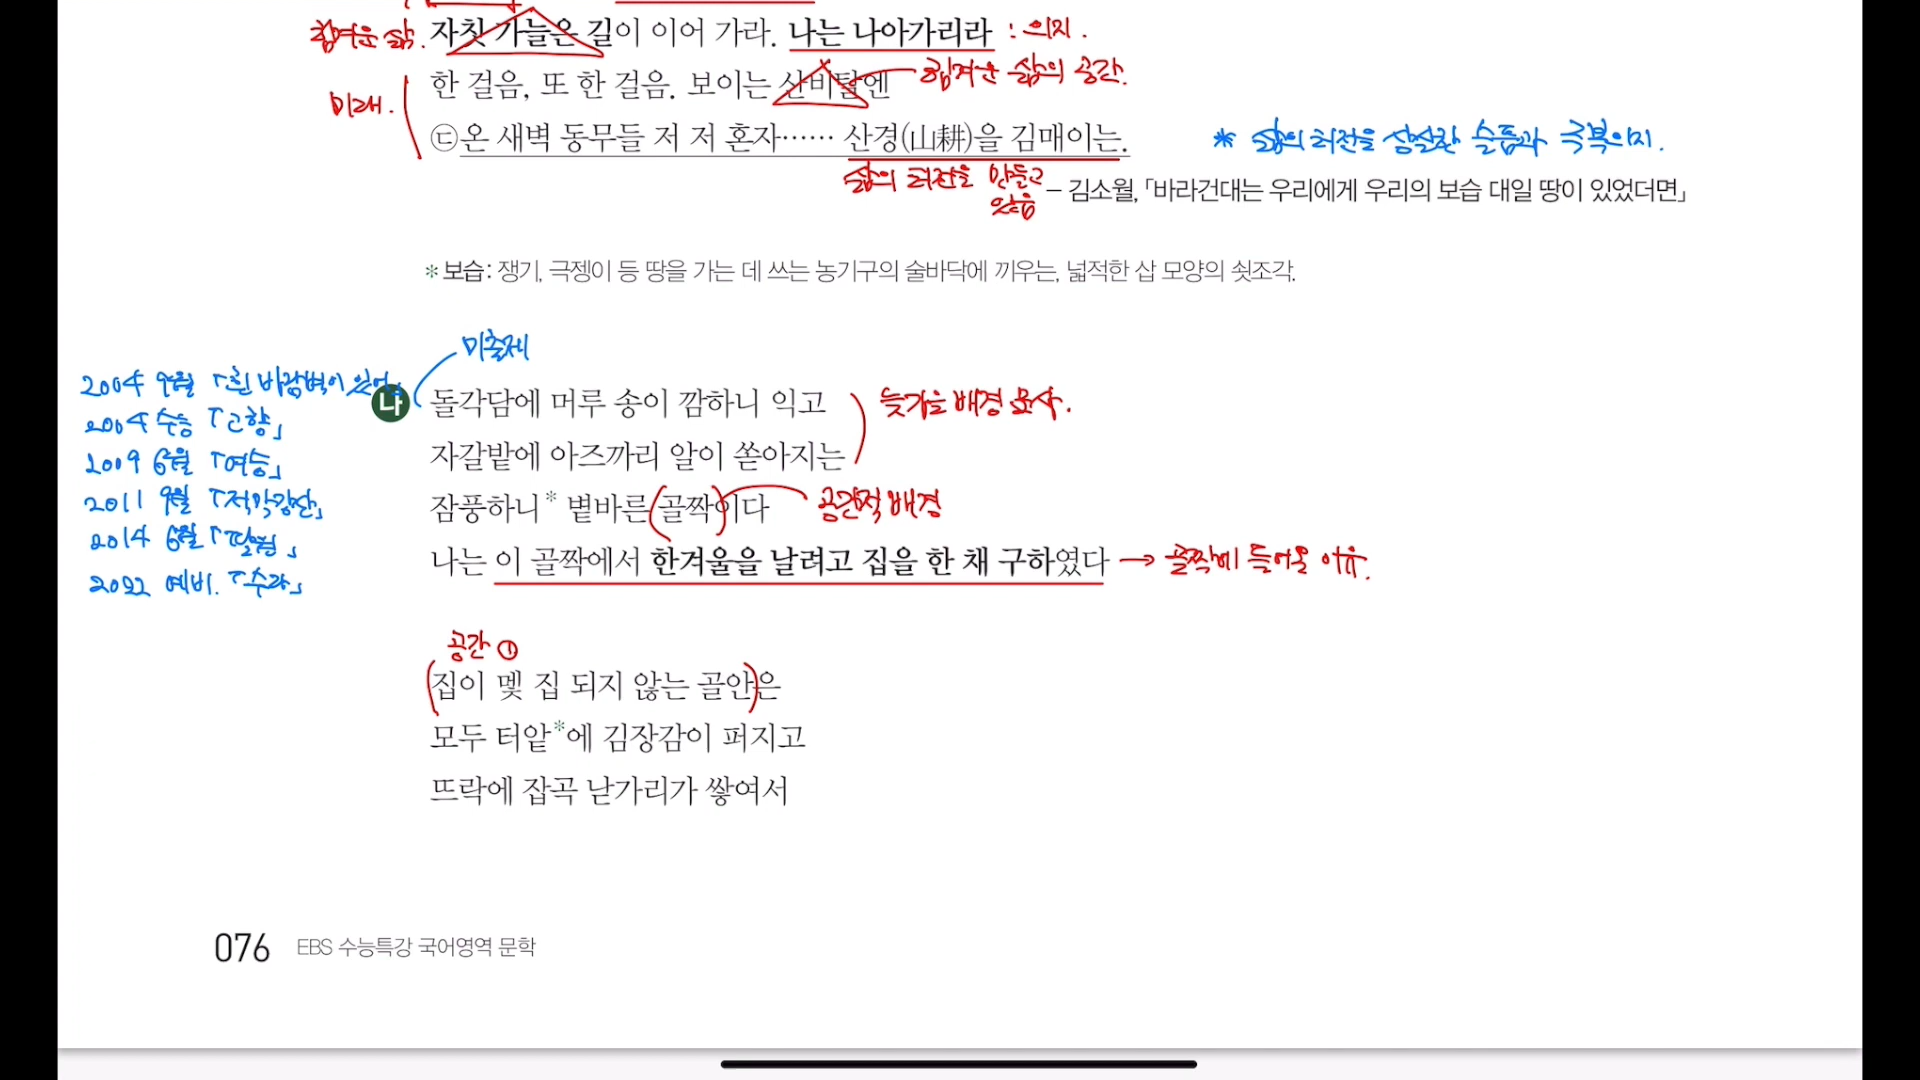 힘겨운 삶. 자칫 가늘은 길이 이어 가라. 나는 나아가리라 : 의지.
한 걸음, 또 한 걸음. 보이는 산비탈엔 힘겨운 삶의 공간.
미래.
㉢온 새벽 동무들 저 저 혼자…… 산경(山耕)을 김매이는.
* 삶의 터전을 상실한 슬픔과 극복의지.
삶의 터전을 만들고 있음
– 김소월, 「바라건대는 우리에게 우리의 보습 대일 땅이 있었더면」
* 보습: 쟁기, 극젱이 등 땅을 가는 데 쓰는 농기구의 술바닥에 끼우는, 넓적한 삽 모양의 쇳조각.
미출제
2004 9월 「흰 바람벽이 있어」
2004 수능 「고향」
2009 6월 「여승」
2011 9월 「적막강산」
2014 6월 「팔원」
2022 예비. 「수라」
나 돌각담에 머루 송이 깜하니 익고
자갈밭에 아즈까리 알이 쏟아지는
늦가을 배경 묘사.
잠풍하니* 볕바른 골짝이다 공간적 배경
나는 이 골짝에서 한겨울을 날려고 집을 한 채 구하였다 → 골짝에 들어온 이유.
공간 ①
집이 몇 집 되지 않는 골안은
모두 터앝*에 김장감이 퍼지고
뜨락에 잡곡 낟가리가 쌓여서
076 EBS 수능특강 국어영역 문학